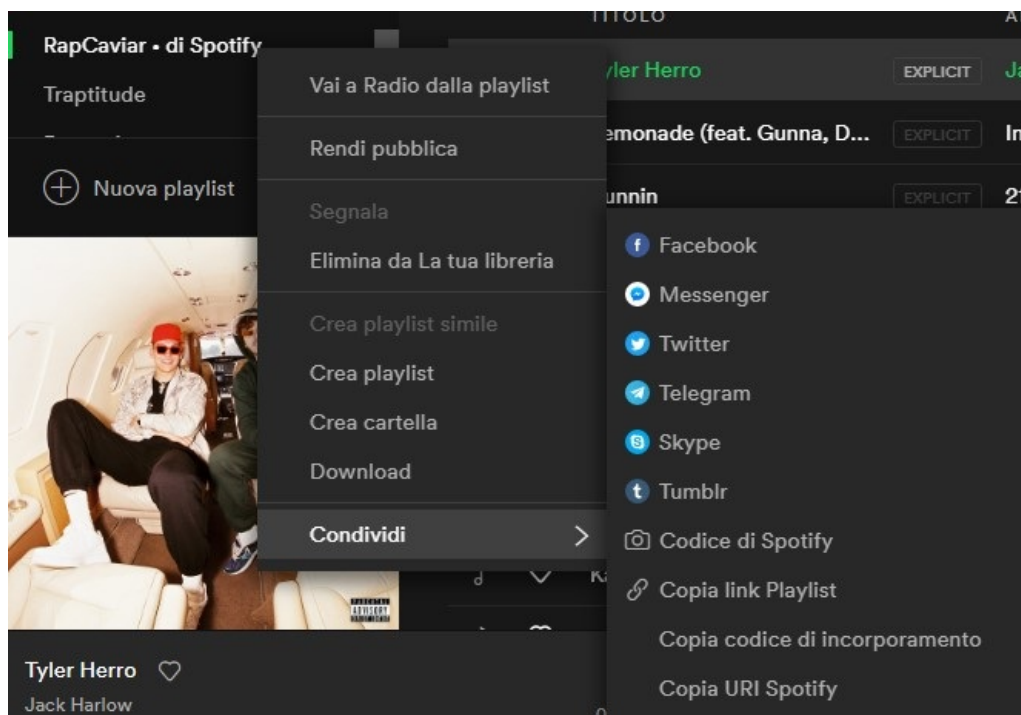 TITOLO
RapCaviar • di Spotify
Traptitude
Nuova playlist
Vai a Radio dalla playlist
Rendi pubblica
Segnala
Elimina da La tua libreria
Crea playlist simile
Crea playlist
Crea cartella
Download
Condividi
yler Herro EXPLICIT
emonade (feat. Gunna, D... EXPLICIT
unnin EXPLICIT
Facebook
Messenger
Twitter
Telegram
Skype
Tumblr
Codice di Spotify
Copia link Playlist
Copia codice di incorporamento
Copia URI Spotify
PARENTAL
ADVISORY
Tyler Herro
Jack Harlow